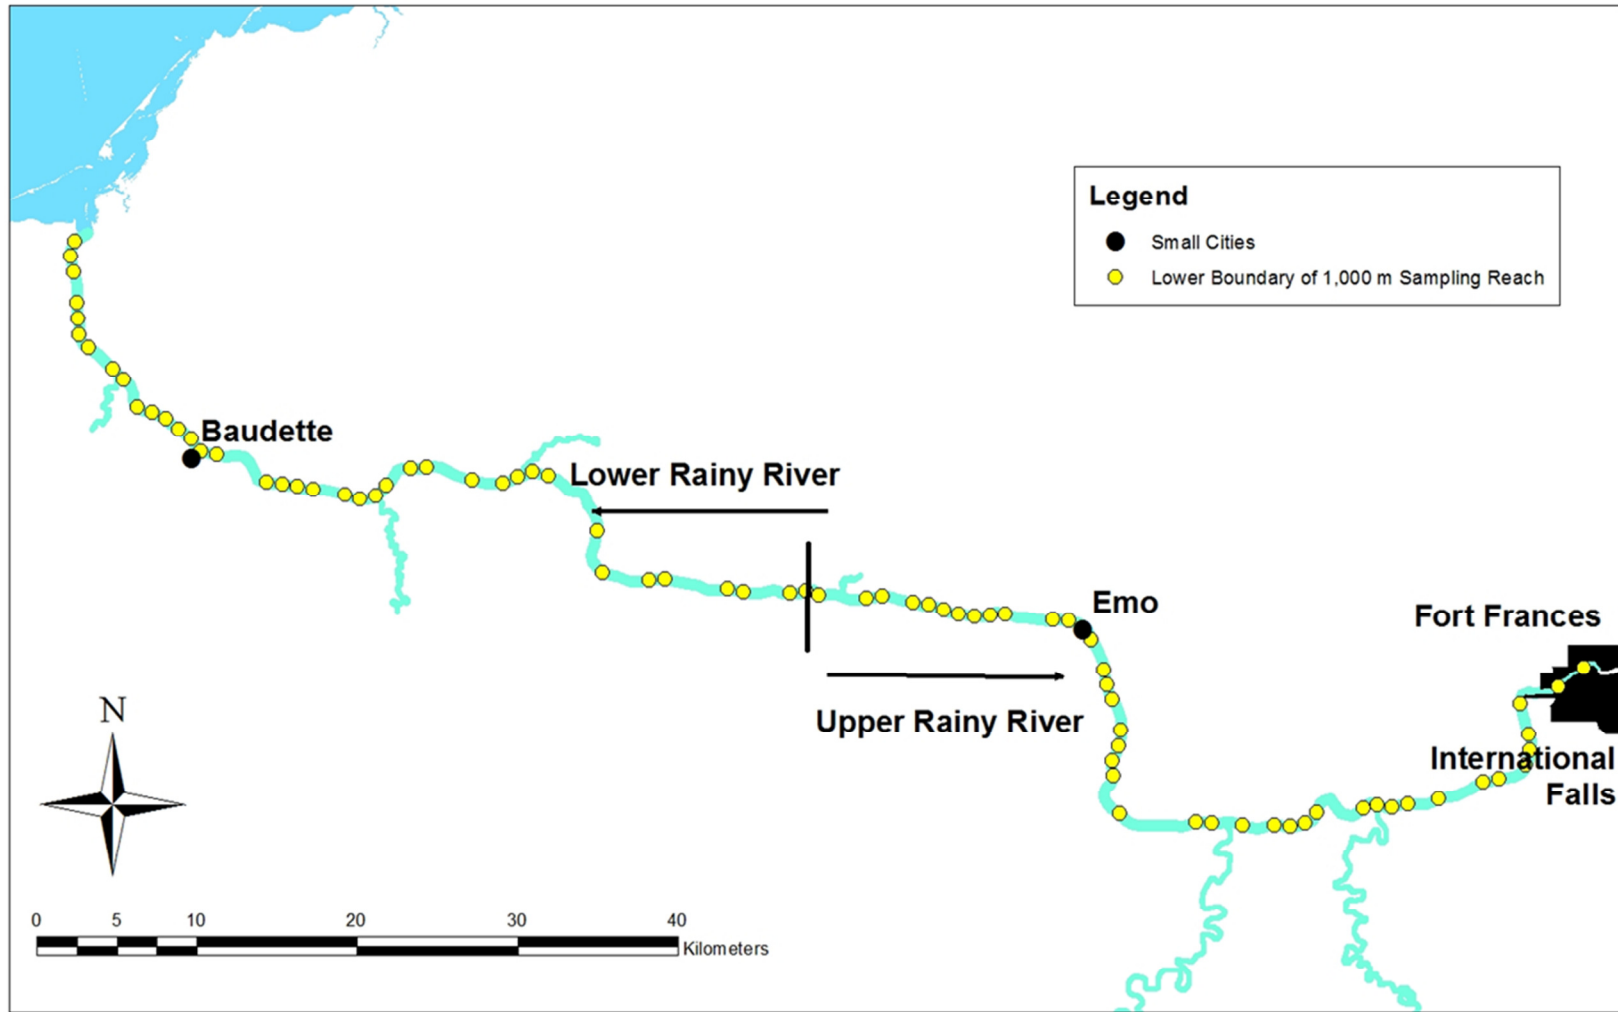 Legend
Small Cities
Lower Boundary of 1,000 m Sampling Reach
Baudette
Lower Rainy River
Emo
Fort Frances
Upper Rainy River
International
Falls
N
0 5 10 20 30 40
Kilometers